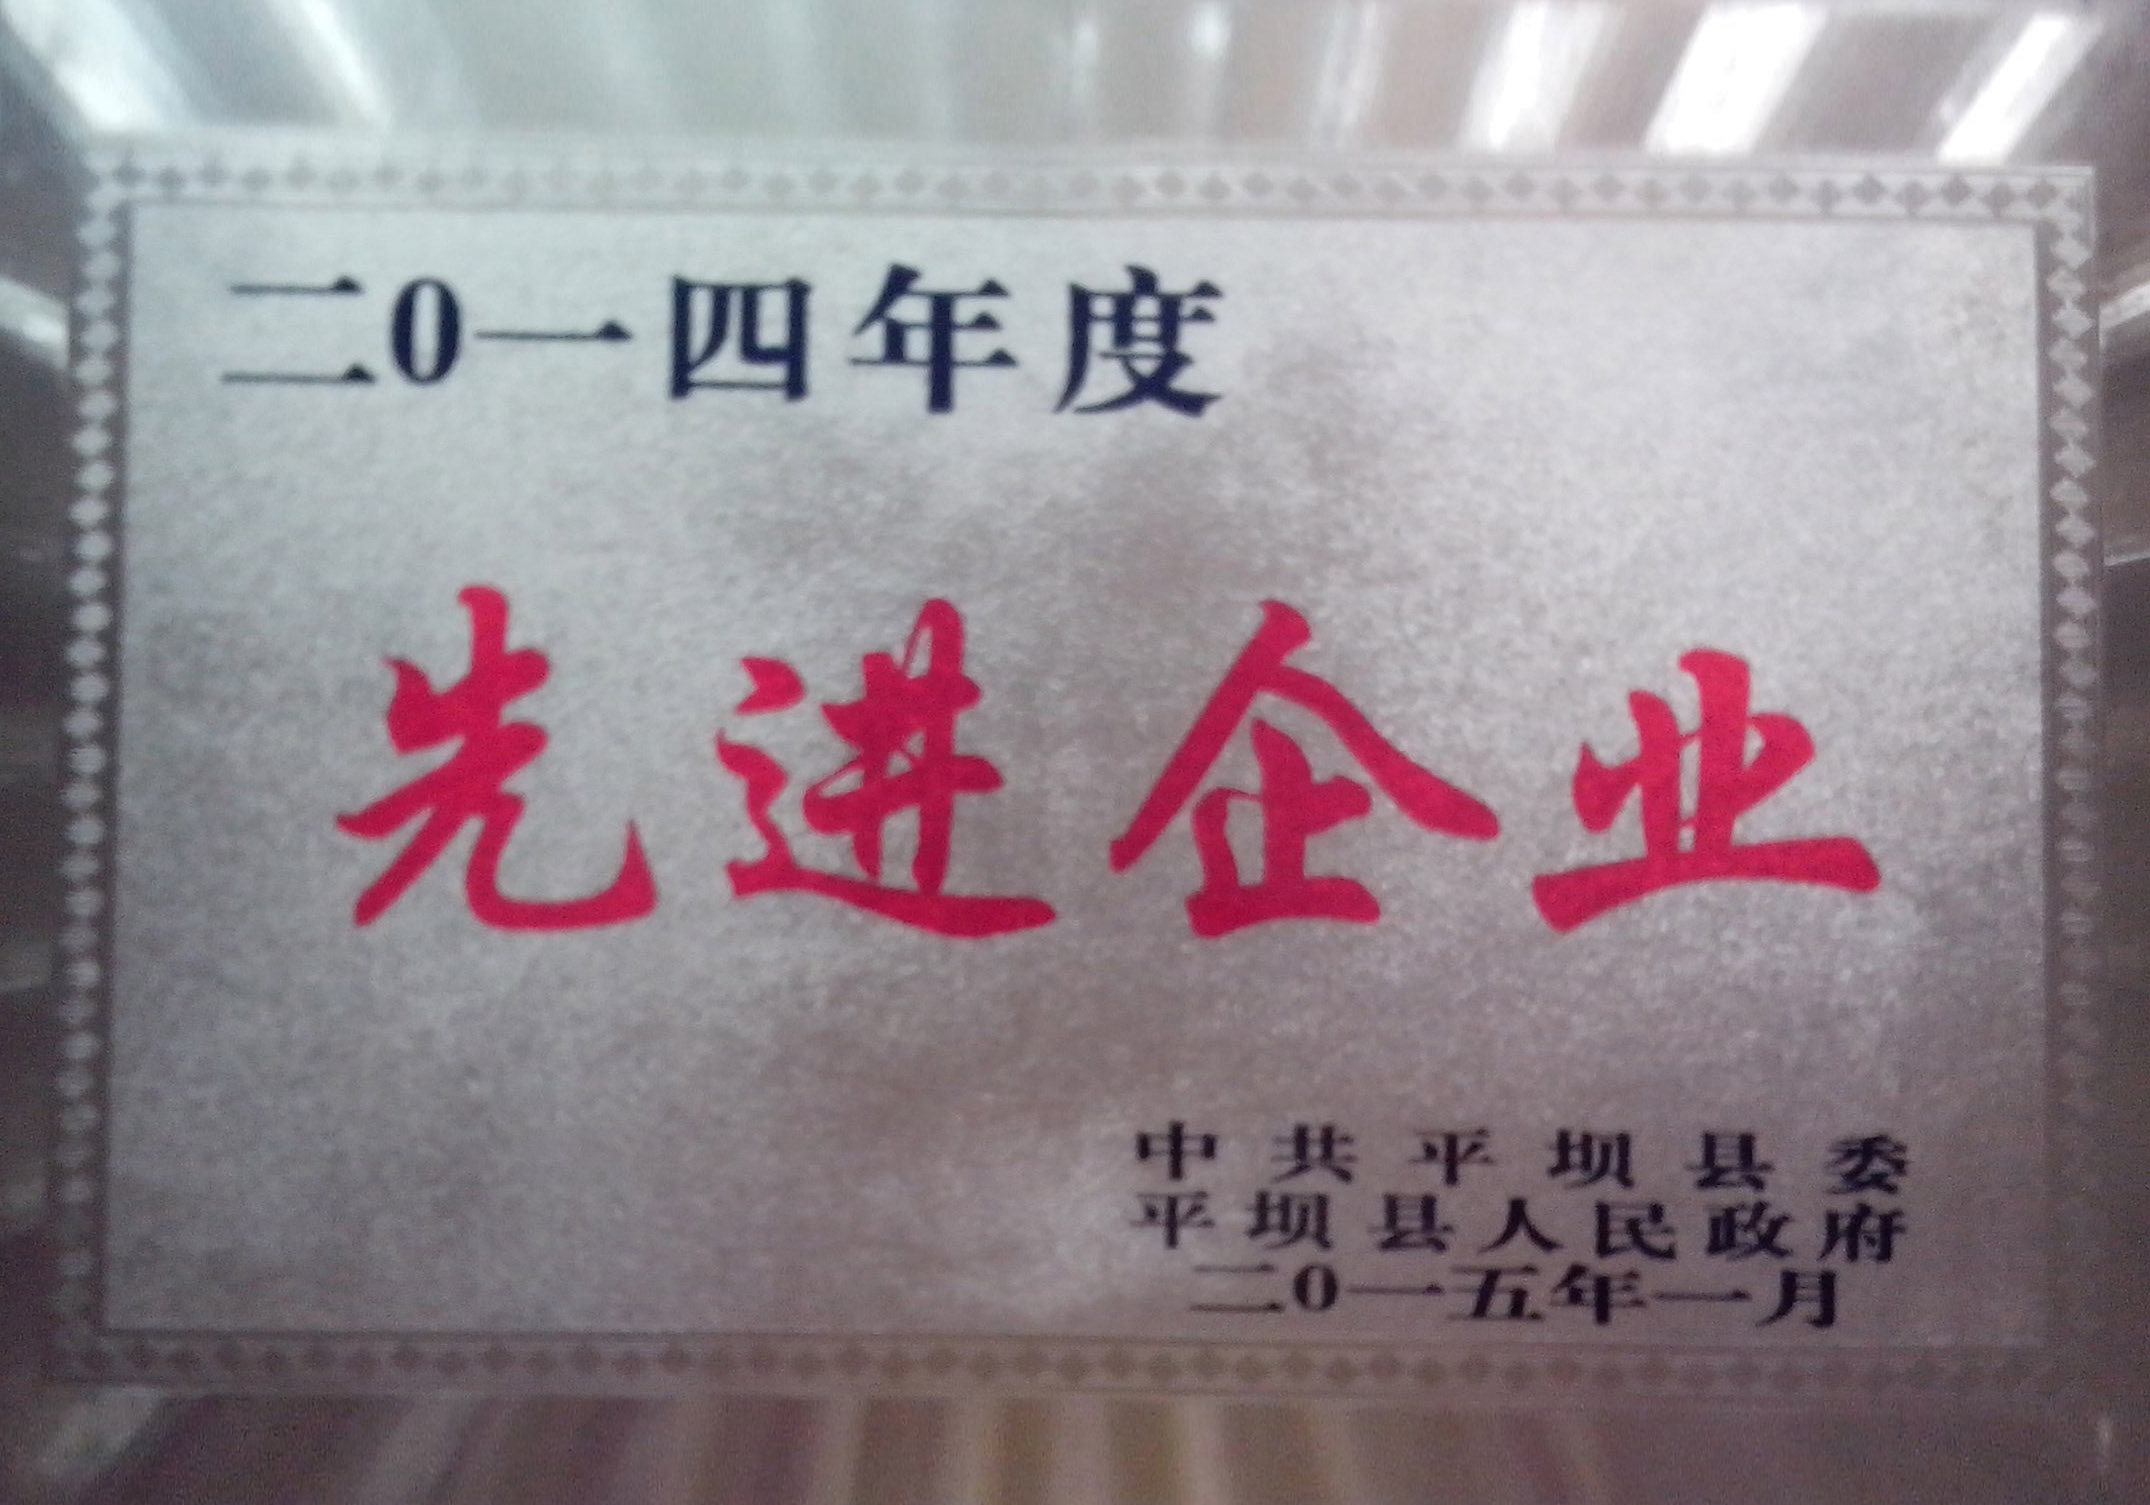 二0一四年度
先进企业
中共平坝县委
平坝县人民政府
二0一五年一月